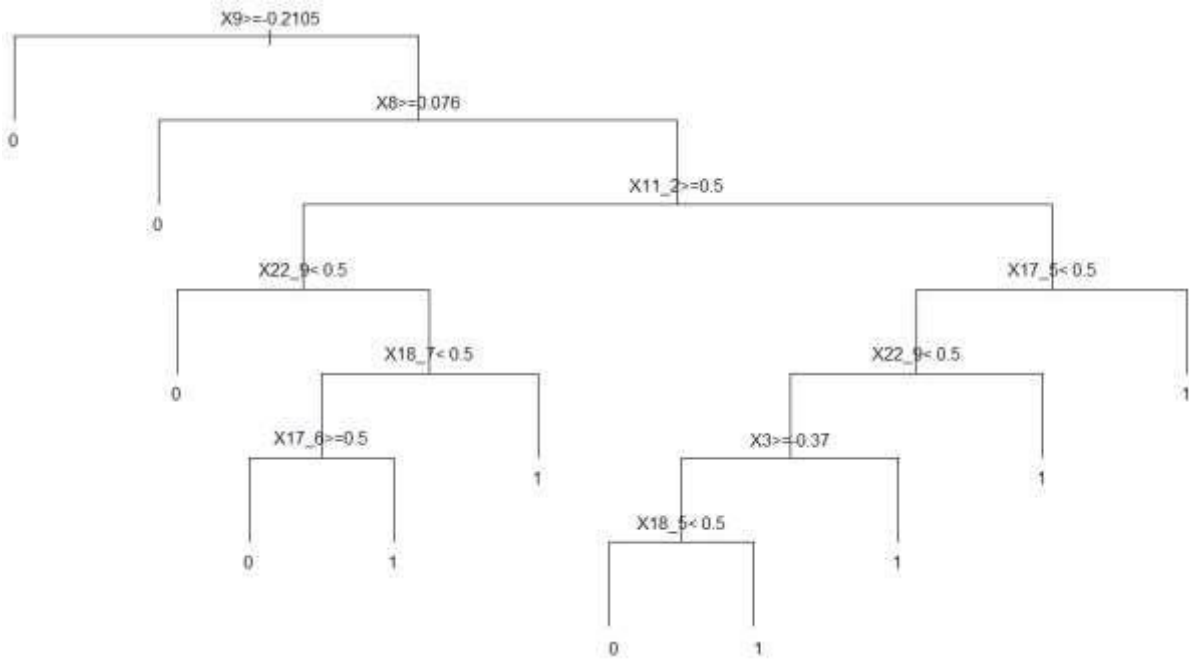 X9>=-0.2105
X8>=0.076
0
X11_2>=0.5
0
X22_9< 0.5 X17_5< 0.5
X18_7< 0.5 X22_9< 0.5
0 1
X17_6>=0.5 X3>=-0.37
1 1
X18_5< 0.5
0 1 1
0 1